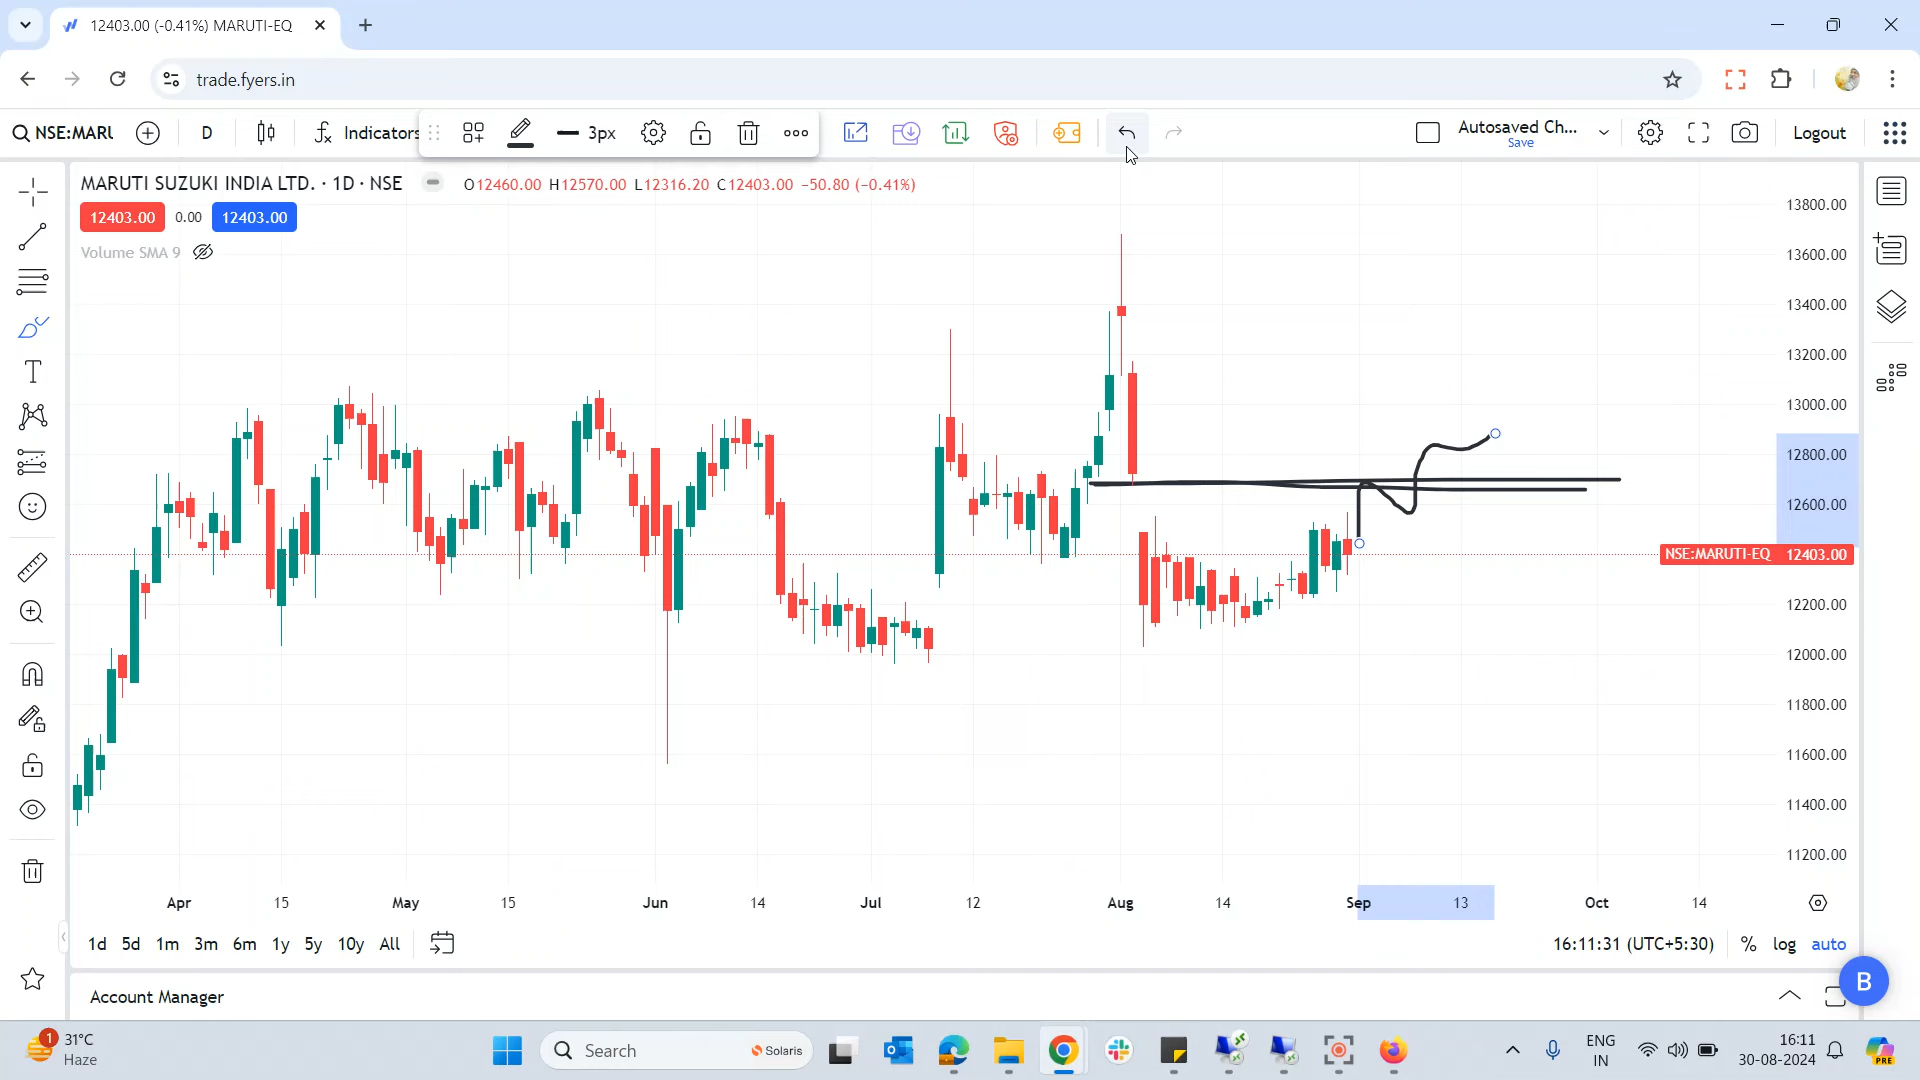 12403.00 (-0.41%) MARUTI-EQ
trade.fyers.in
NSE:MARU
D
Indicators
3px
Autosaved Ch...
Save
Logout
MARUTI SUZUKI INDIA LTD. · 1D · NSE
O12460.00 H12570.00 L12316.20 C12403.00 −50.80 (−0.41%)
12403.00 0.00 12403.00
Volume SMA 9
T
13800.00
13600.00
13400.00
13200.00
13000.00
12800.00
12600.00
NSE:MARUTI-EQ 12403.00
12200.00
12000.00
11800.00
11600.00
11400.00
11200.00
Apr 15 May 15 Jun 14 Jul 12 Aug 14 Sep 13 Oct 14
1d 5d 1m 3m 6m 1y 5y 10y All
16:11:31 (UTC+5:30) % log auto
B
Account Manager
1
31°C
Haze
Search
Solaris
ENG
IN
16:11
30-08-2024
PRE